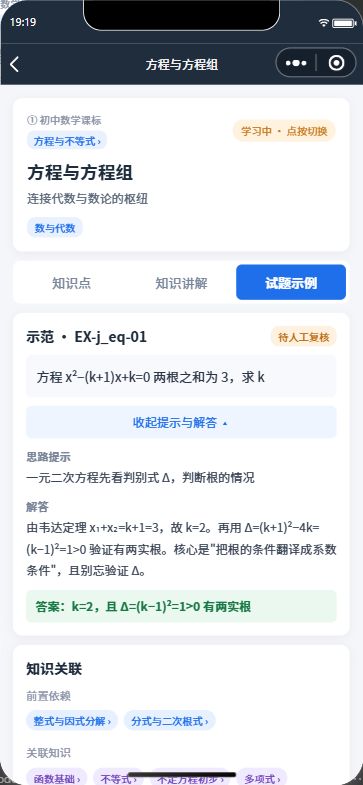 19:19
方程与方程组
① 初中数学课标
方程与不等式 ›
学习中 · 点按切换
方程与方程组
连接代数与数论的枢纽
数与代数
知识点
知识讲解
试题示例
示范 · EX-j_eq-01
待人工复核
方程 x²−(k+1)x+k=0 两根之和为 3，求 k
收起提示与解答 ▴
思路提示
一元二次方程先看判别式 Δ，判断根的情况
解答
由韦达定理 x₁+x₂=k+1=3，故 k=2。再用 Δ=(k+1)²−4k=
(k−1)²=1>0 验证有两实根。核心是"把根的条件翻译成系数
条件"，且别忘验证 Δ。
答案：k=2，且 Δ=(k−1)²=1>0 有两实根
知识关联
前置依赖
整式与因式分解 ›
分式与二次根式 ›
关联知识
函数基础 ›
不等式 ›
不定方程初步 ›
多项式 ›